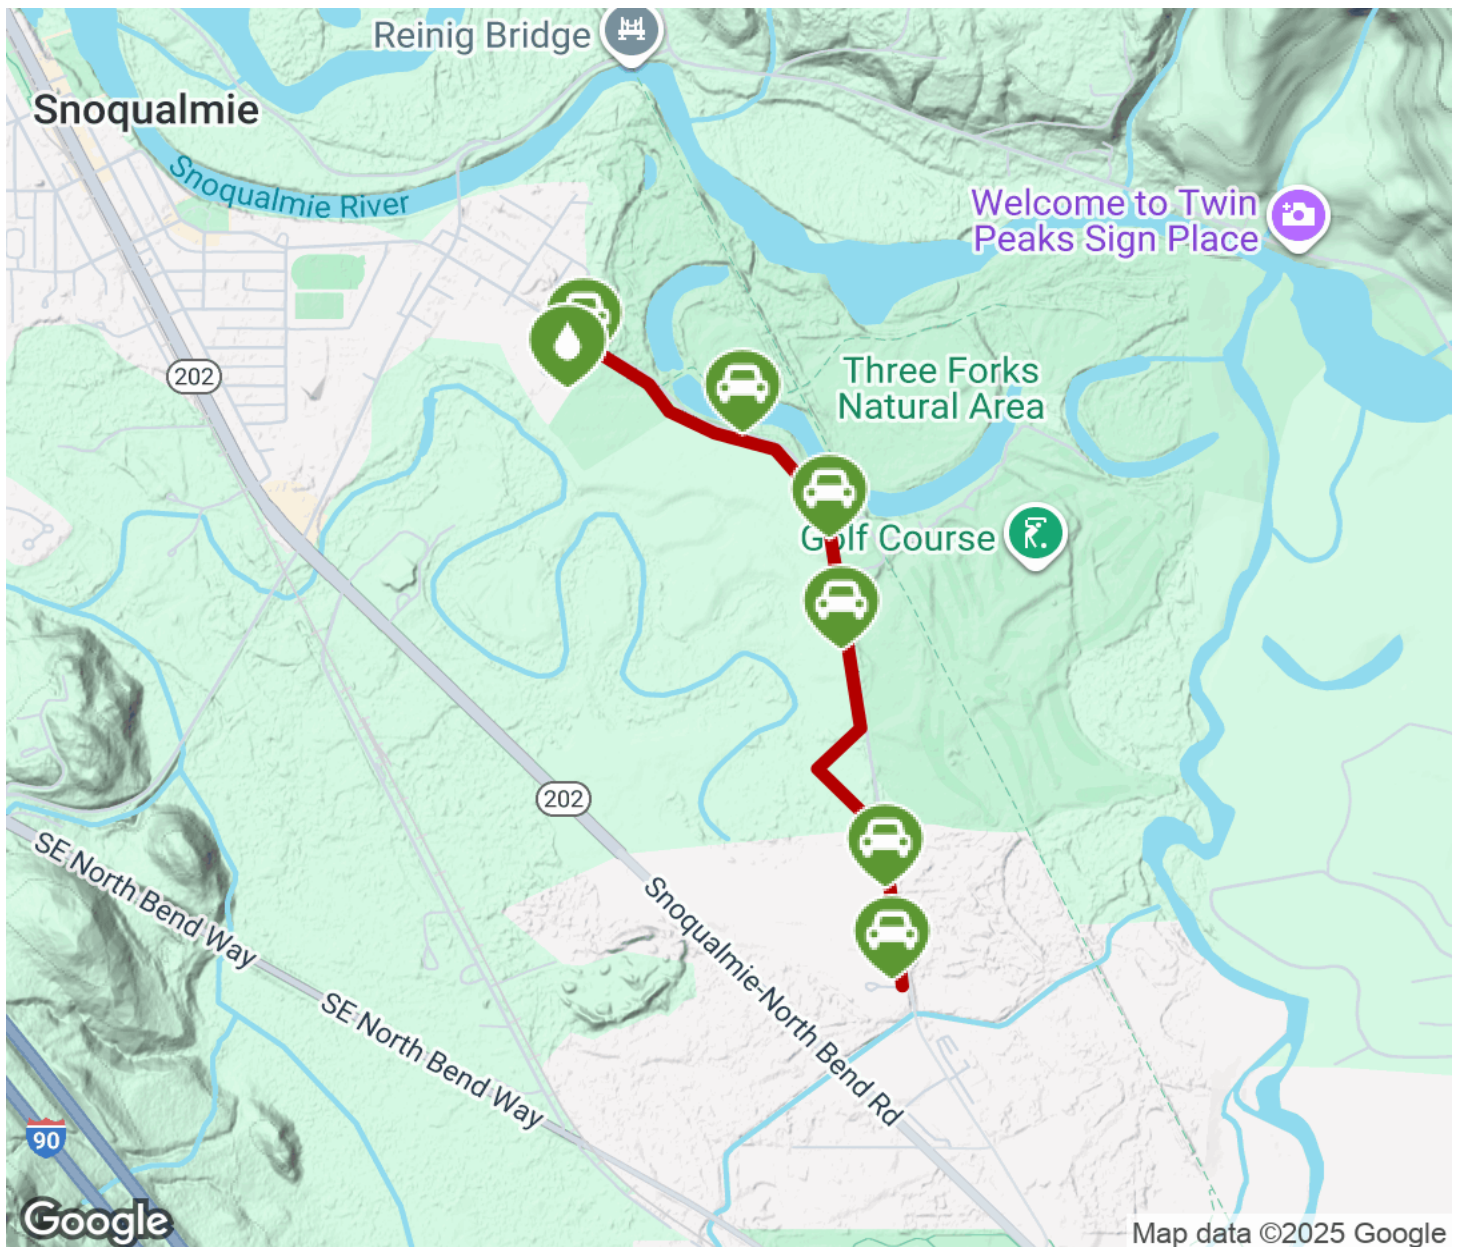 Reinig Bridge
Snoqualmie
Snoqualmie River
Welcome to Twin
Peaks Sign Place
202
Three Forks
Natural Area
Golf Course
202
SE North Bend Way
Snoqualmie-North Bend Rd
SE North Bend Way
90
Google
Map data ©2025 Google